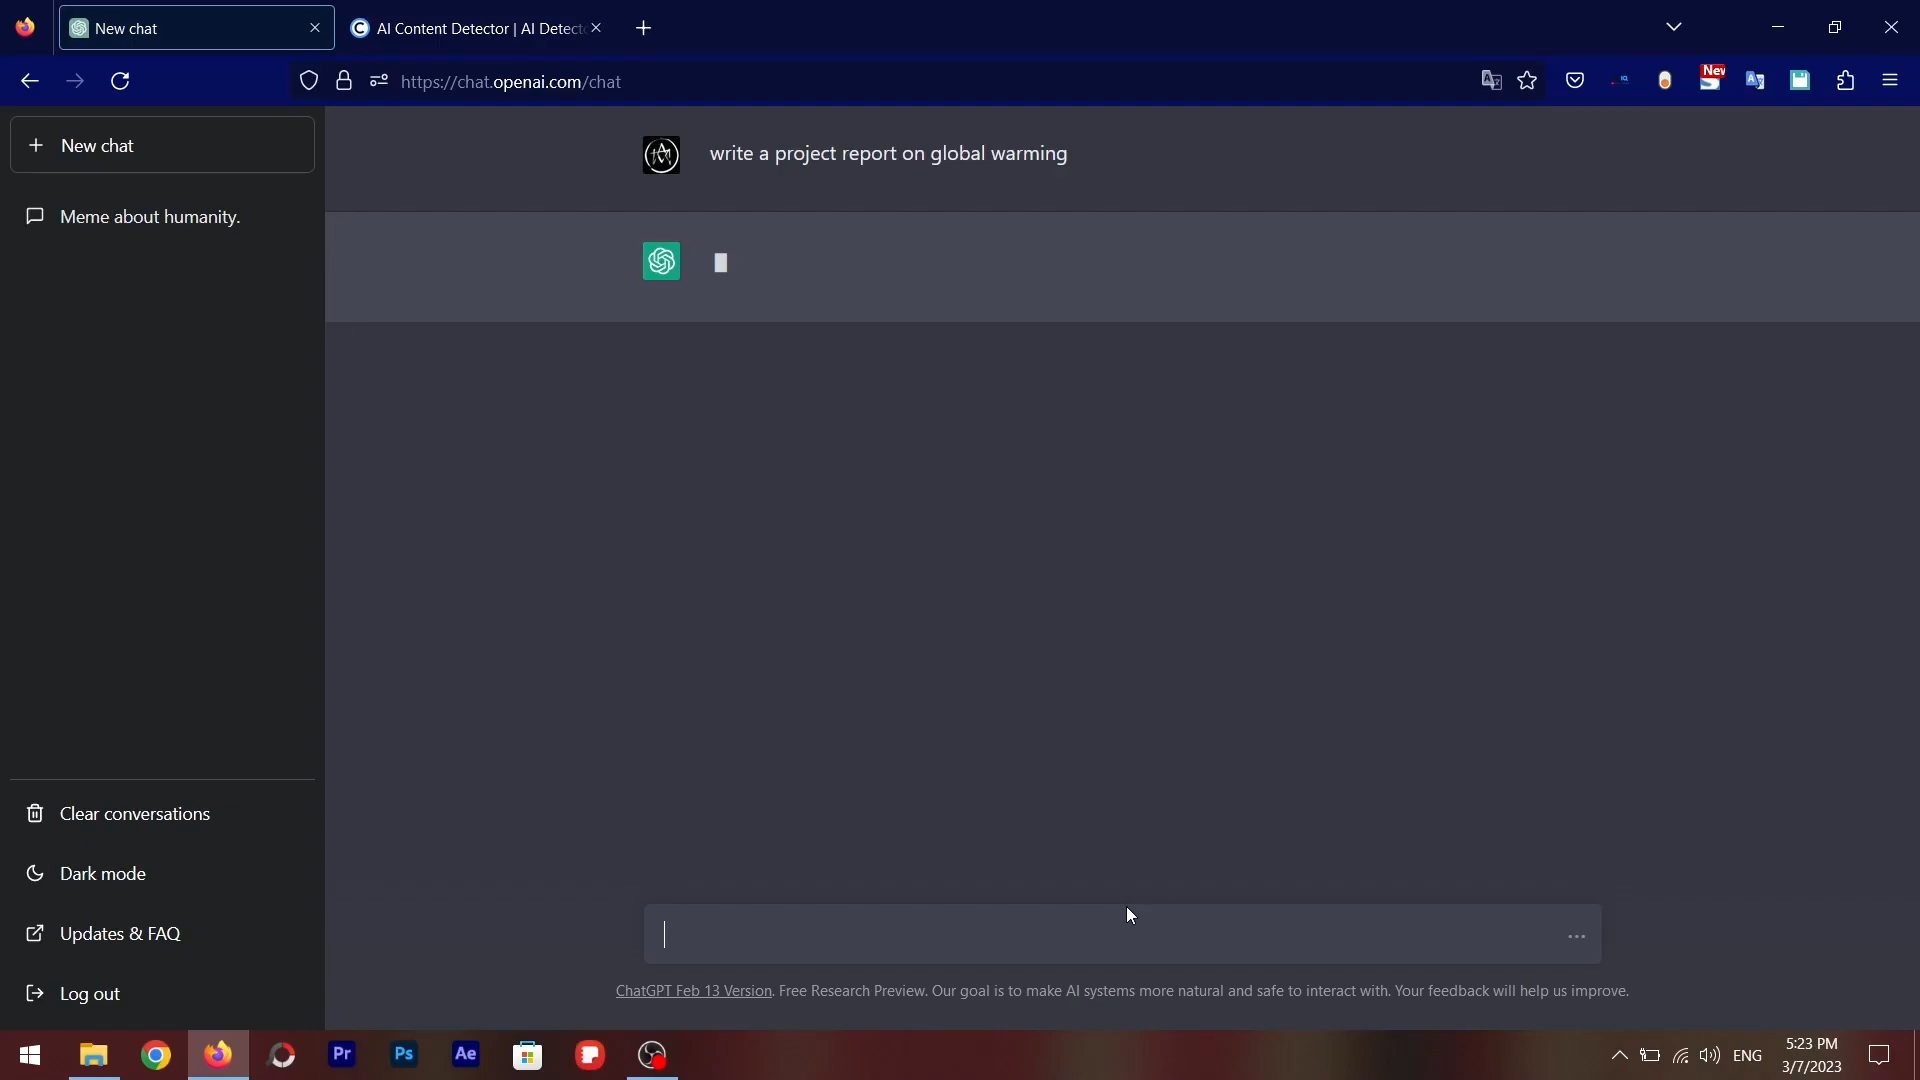 New chat
AI Content Detector | AI Detect
https://chat.openai.com/chat
New
New chat
write a project report on global warming
Meme about humanity.
Clear conversations
Dark mode
Updates & FAQ
Log out
ChatGPT Feb 13 Version. Free Research Preview. Our goal is to make AI systems more natural and safe to interact with. Your feedback will help us improve.
Pr
Ps
Ae
ENG
5:23 PM
3/7/2023